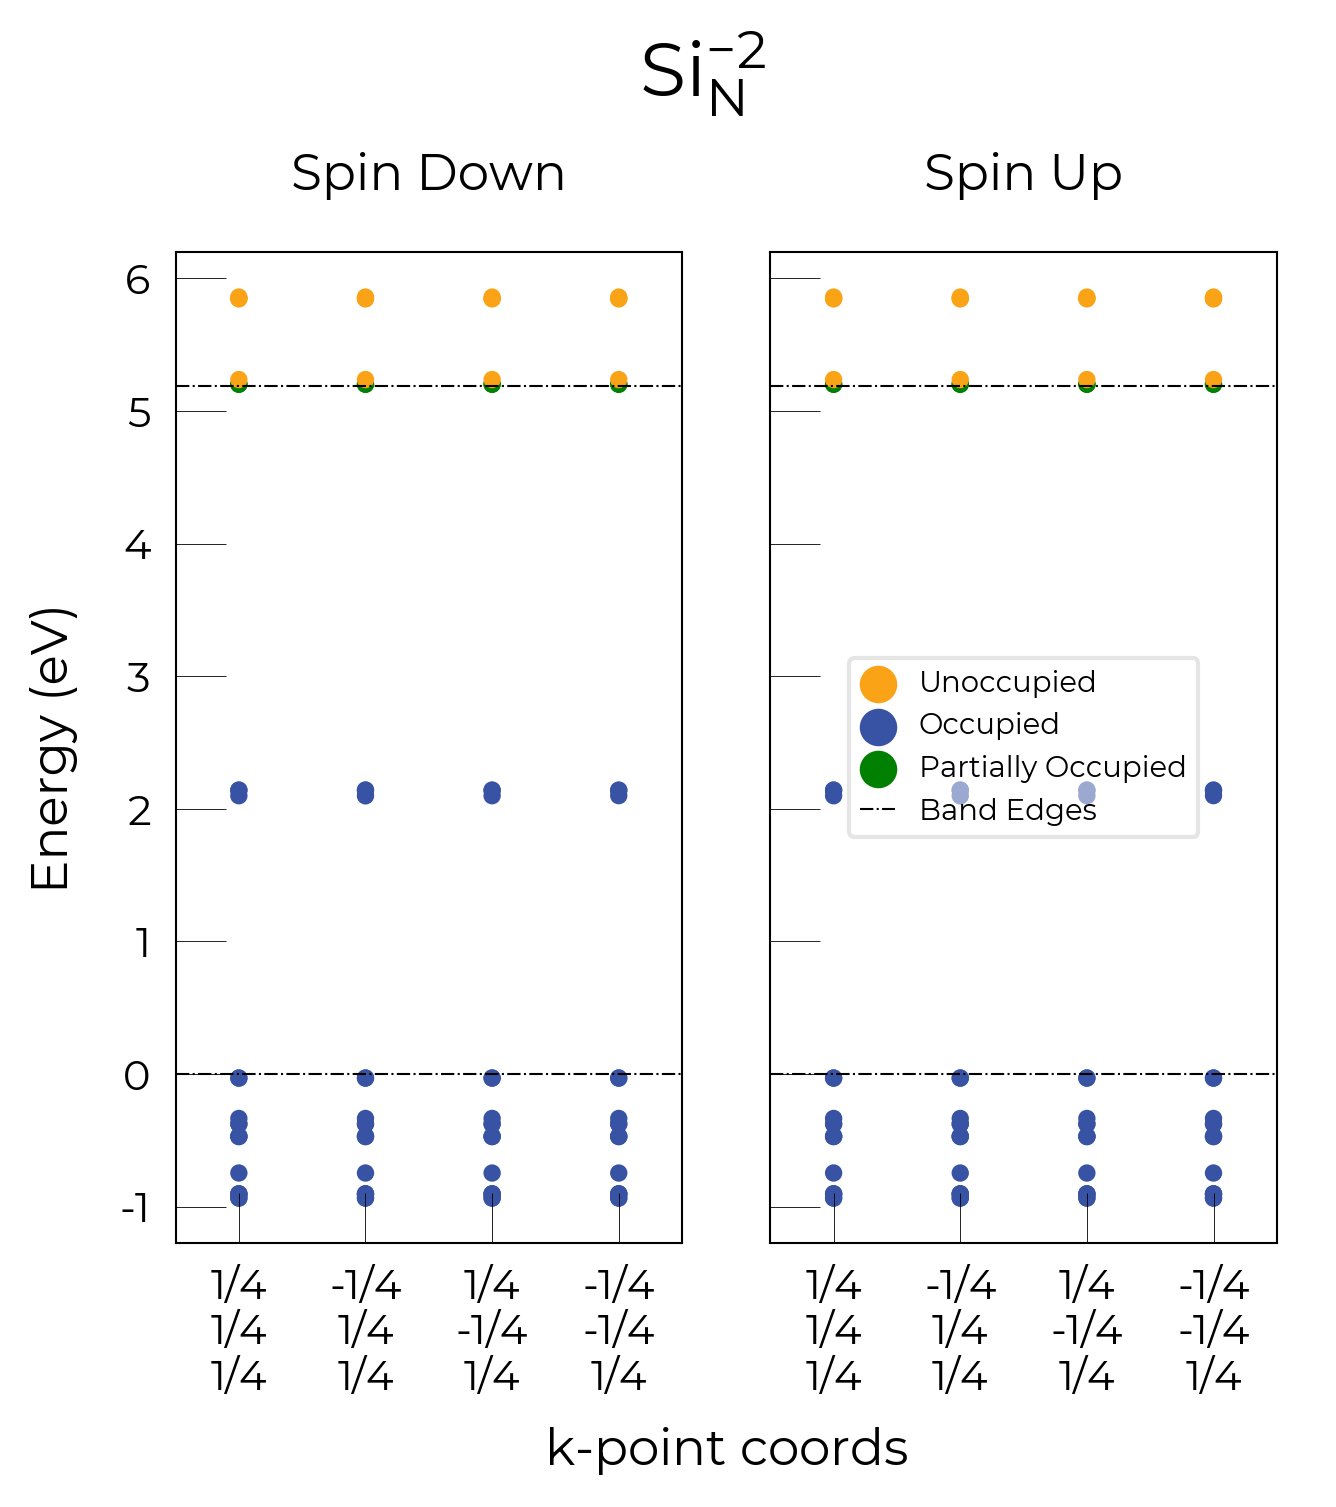 Si_N^{−2}
Spin Down
Spin Up
Energy (eV)
6
5
4
3
2
1
0
-1
Unoccupied
Occupied
Partially Occupied
Band Edges
1/4 -1/4 1/4 -1/4 1/4 -1/4 1/4 -1/4
1/4 1/4 -1/4 -1/4 1/4 1/4 -1/4 -1/4
1/4 1/4 1/4 1/4 1/4 1/4 1/4 1/4
k-point coords